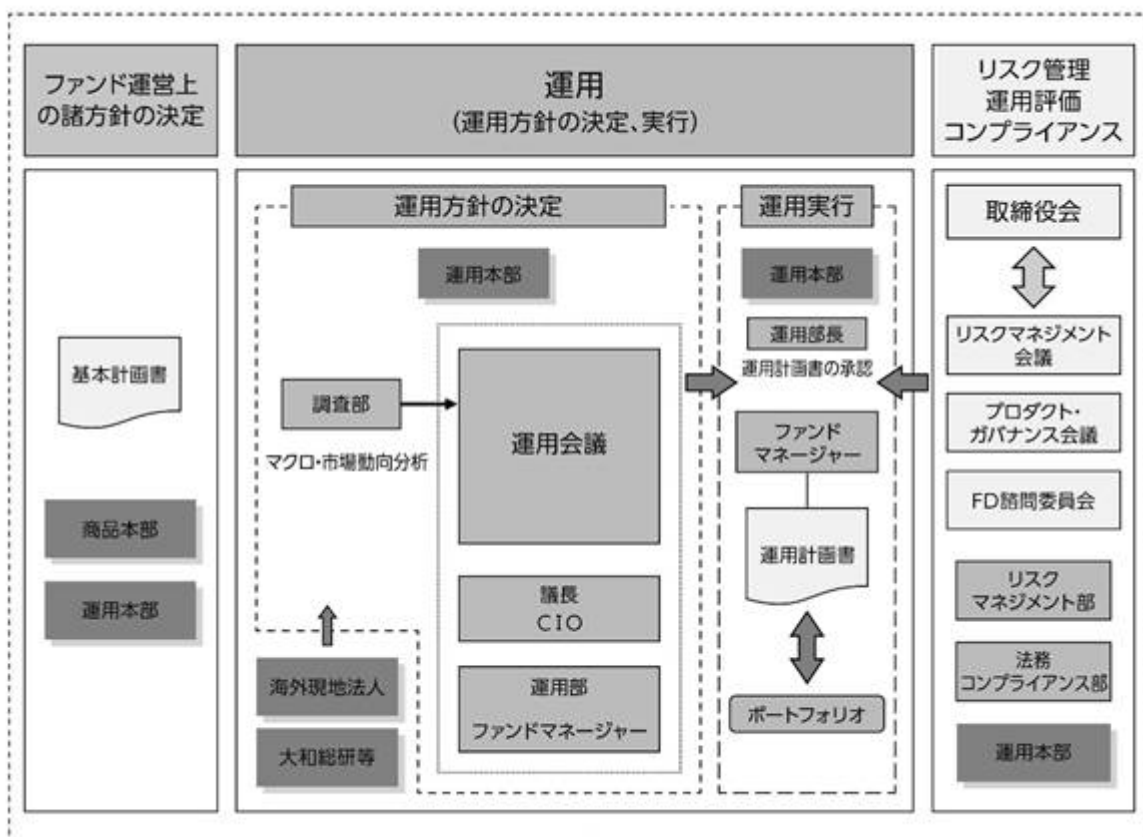 ファンド運営上
の諸方針の決定
運用
(運用方針の決定、実行)
リスク管理
運用評価
コンプライアンス
基本計画書
商品本部
運用本部
運用方針の決定
運用本部
調査部
マクロ・市場動向分析
運用会議
議長
CIO
運用部
ファンドマネージャー
海外現地法人
大和総研等
運用実行
運用本部
運用部長
運用計画書の承認
ファンド
マネージャー
運用計画書
ポートフォリオ
取締役会
リスクマネジメント
会議
プロダクト・
ガバナンス会議
FD諮問委員会
リスク
マネジメント部
法務
コンプライアンス部
運用本部